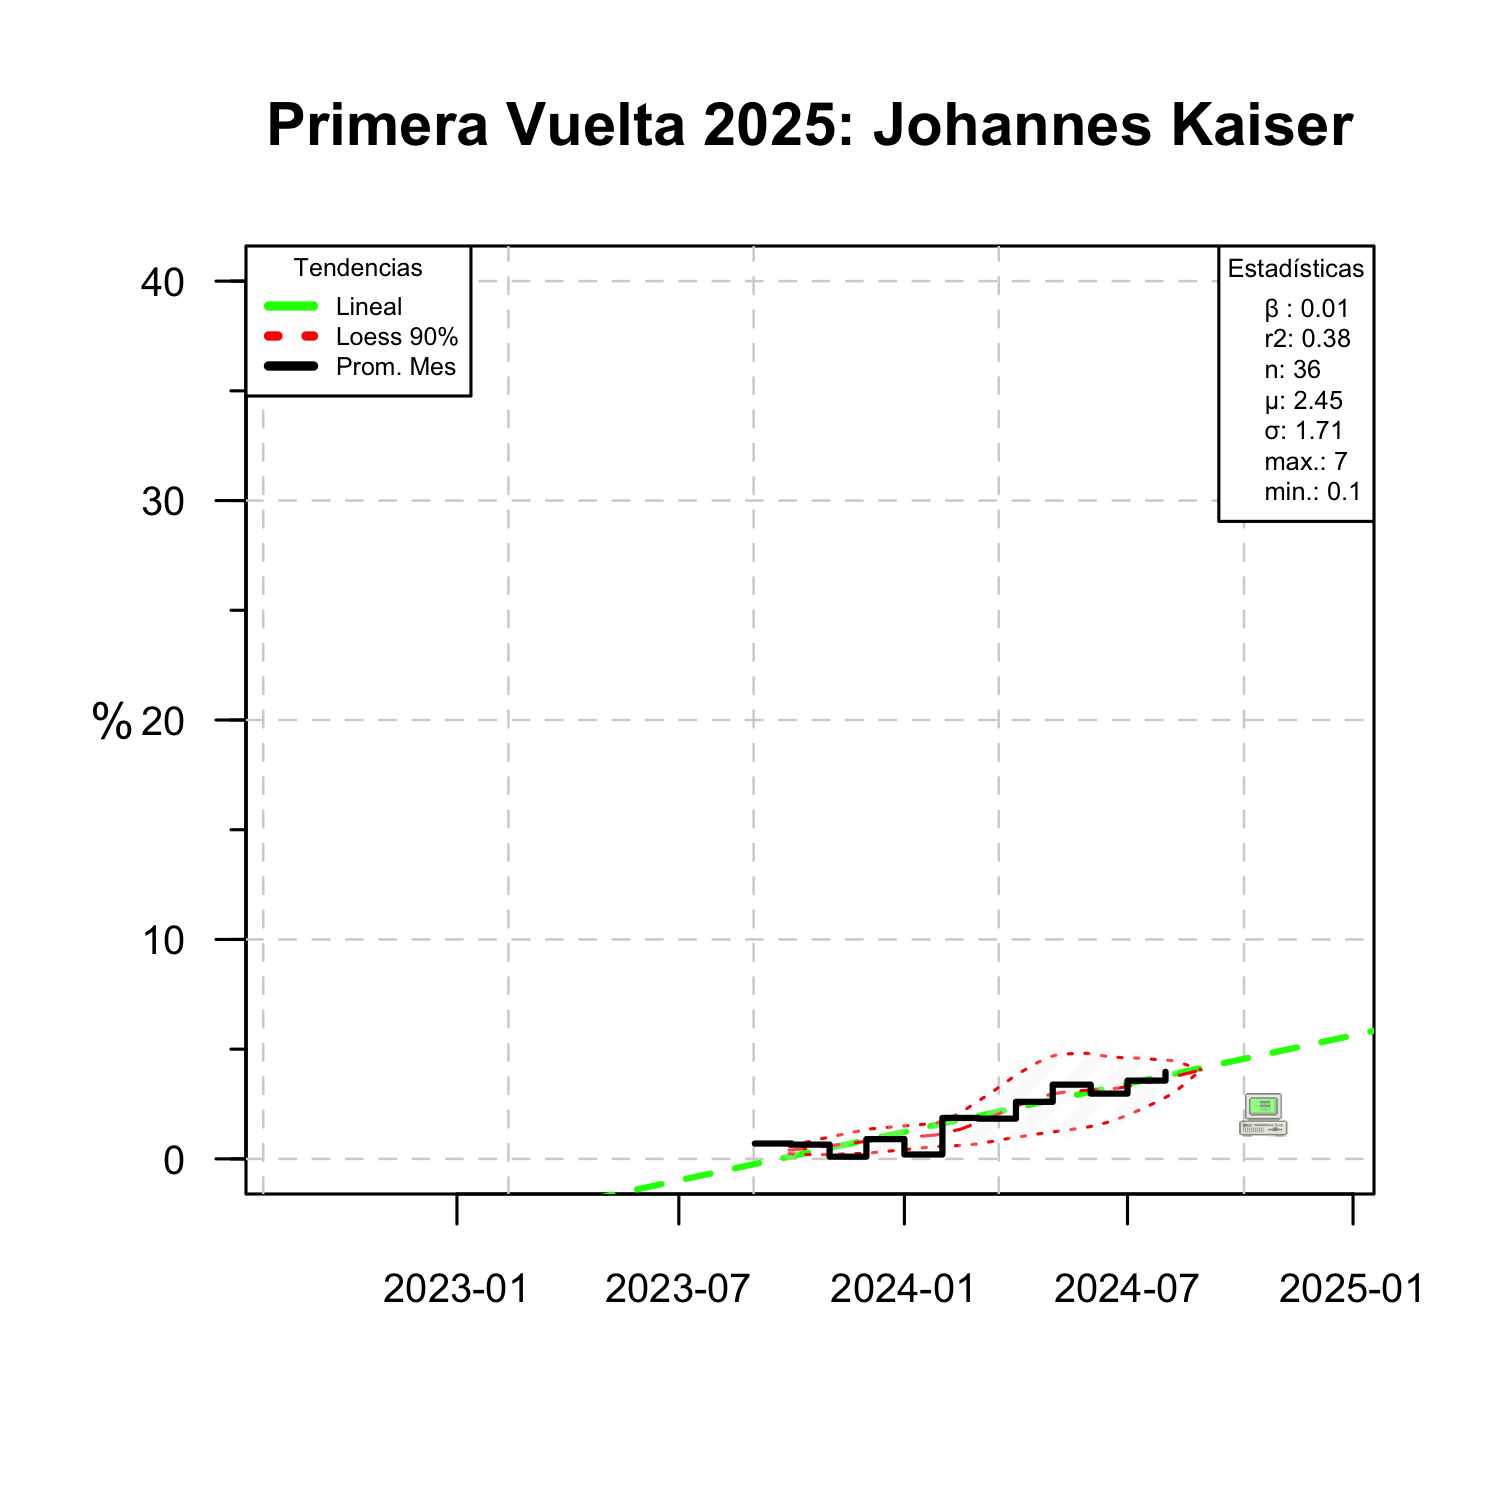 Primera Vuelta 2025: Johannes Kaiser
Tendencias
Lineal
Loess 90%
Prom. Mes
Estadísticas
β : 0.01
r2: 0.38
n: 36
μ: 2.45
σ: 1.71
max.: 7
min.: 0.1
40
30
% 20
10
0
2023-01 2023-07 2024-01 2024-07 2025-01